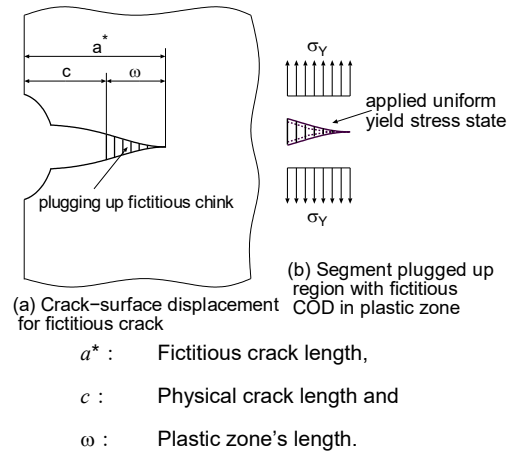 a*
c ω
σY
applied uniform
yield stress state
plugging up fictitious chink
σY
(a) Crack−surface displacement
for fictitious crack
(b) Segment plugged up
region with fictitious
COD in plastic zone
a* : Fictitious crack length,
c : Physical crack length and
ω : Plastic zone's length.